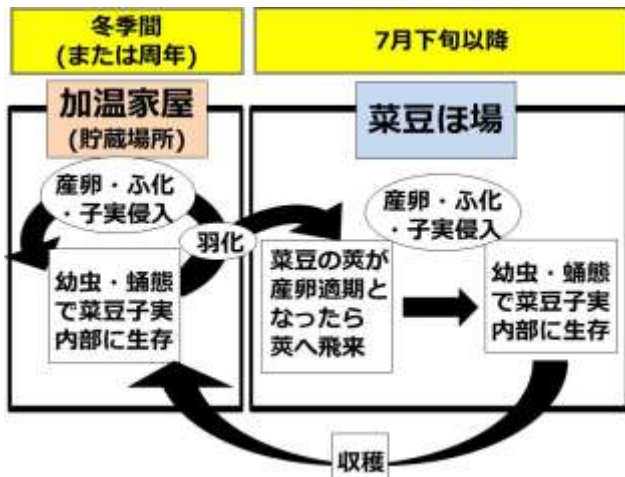 冬季間
(または周年)
7月下旬以降
加温家屋
(貯蔵場所)
菜豆ほ場
産卵・ふ化
・子実侵入
羽化
産卵・ふ化
・子実侵入
幼虫・蛹態
で菜豆子実
内部に生存
菜豆の莢が
産卵適期と
なったら
莢へ飛来
幼虫・蛹態
で菜豆子実
内部に生存
収穫